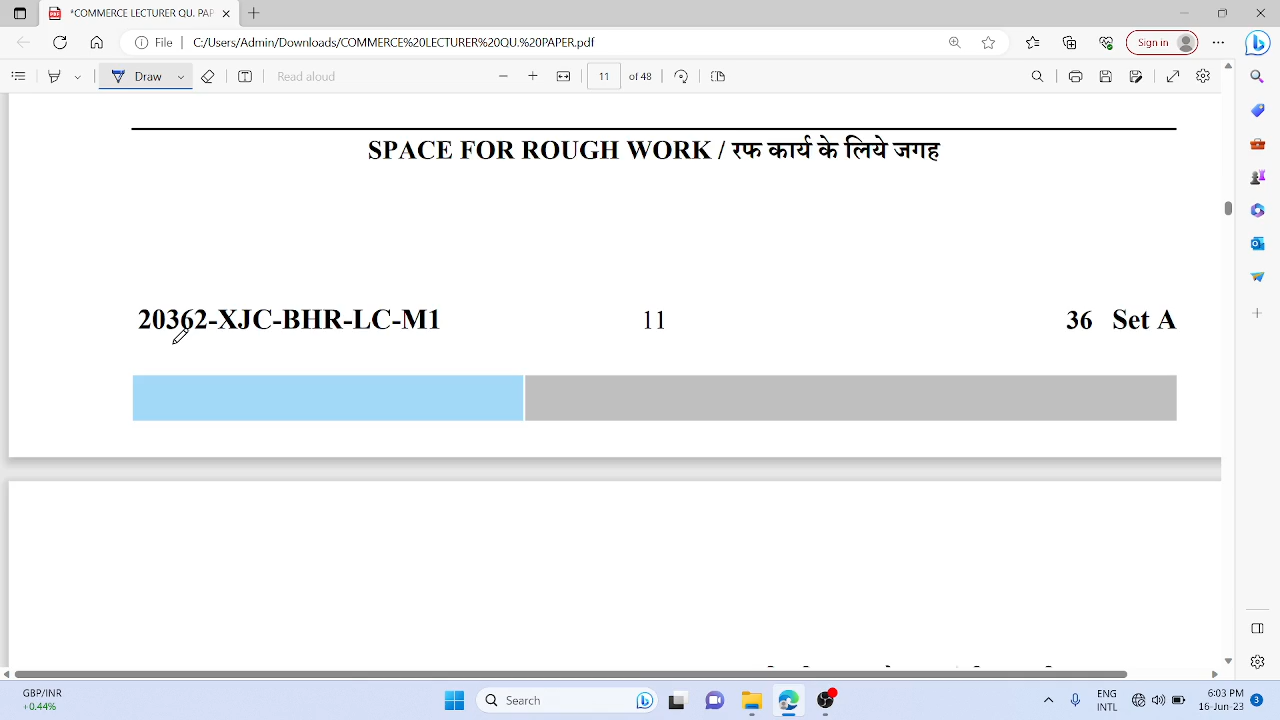 *COMMERCE LECTURER QU. PAP
File C:/Users/Admin/Downloads/COMMERCE%20LECTURER%20QU.%20PAPER.pdf
Sign in
Draw Read aloud 11 of 48
SPACE FOR ROUGH WORK / रफ कार्य के लिये जगह
20362-XJC-BHR-LC-M1 11 36 Set A
GBP/INR
+0.44%
Search
ENG
INTL
6:03 PM
16-Jun-23
3